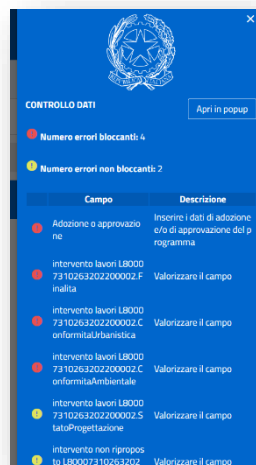 ×
CONTROLLO DATI
Apri in popup
Numero errori bloccanti: 4
Numero errori non bloccanti: 2
Campo Descrizione
Adozione o approvazio
ne
Inserire i dati di adozione
e/o di approvazione del p
rogramma
intervento lavori L8000
7310263202200002.F
inalita
Valorizzare il campo
intervento lavori L8000
7310263202200002.C
onformitaUrbanistica
Valorizzare il campo
intervento lavori L8000
7310263202200002.C
onformitaAmbientale
Valorizzare il campo
intervento lavori L8000
7310263202200002.S
tatoProgettazione
Valorizzare il campo
intervento non ripropos
to L80007310263202
Valorizzare il campo